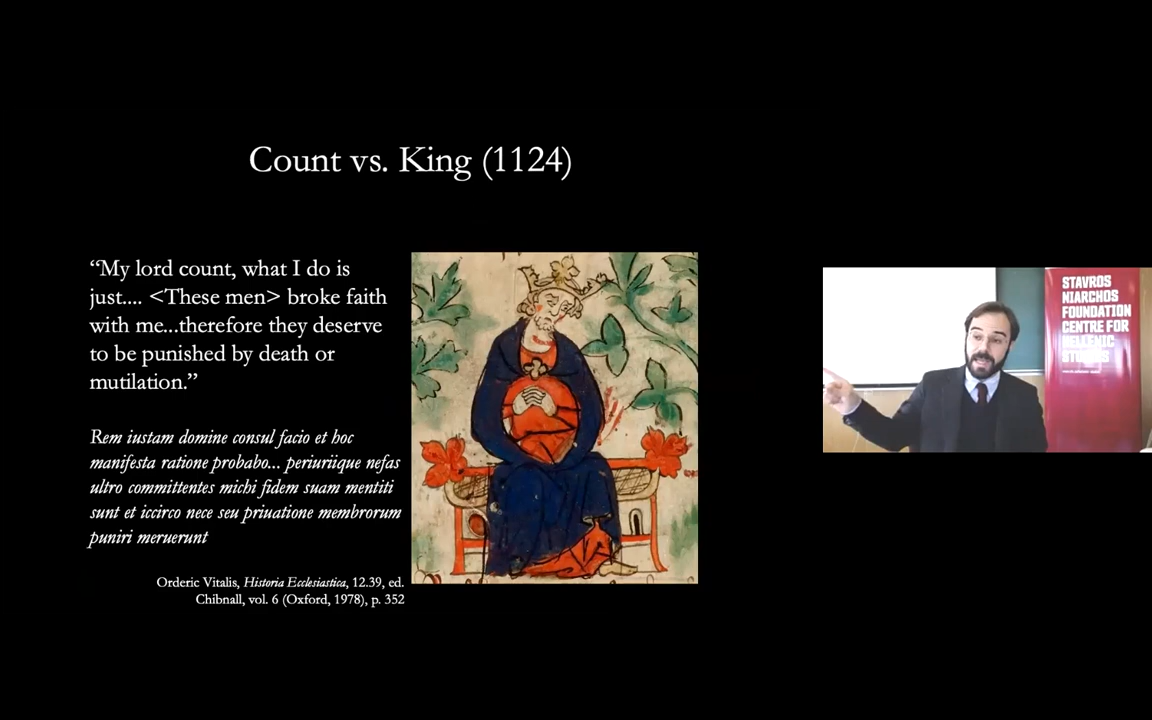 Count vs. King (1124)
“My lord count, what I do is
just.... <These men> broke faith
with me...therefore they deserve
to be punished by death or
mutilation.”
Rem iustam domine consul facio et hoc
manifesta ratione probabo... periuriique nefas
ultro committentes michi fidem suam mentiti
sunt et iccirco nece seu priuatione membrorum
puniri meruerunt
Orderic Vitalis, Historia Ecclesiastica, 12.39, ed.
Chibnall, vol. 6 (Oxford, 1978), p. 352
STAVROS
NIARCHOS
FOUNDATION
CENTRE FOR
HELLENIC
STUDIES